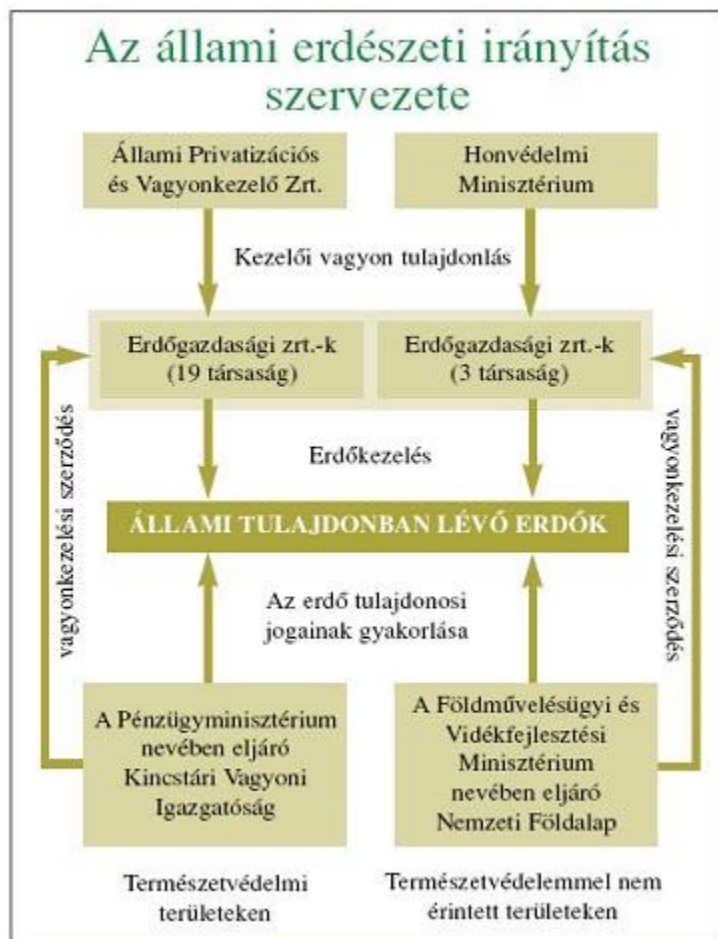 Az állami erdészeti irányítás
szervezete
Állami Privatizációs
és Vagyonkezelő Zrt.
Honvédelmi
Minisztérium
Kezelői vagyon tulajdonlás
Erdőgazdasági zrt.-k
(19 társaság)
Erdőgazdasági zrt.-k
(3 társaság)
vagyonkezelési szerződés
Erdőkezelés
vagyonkezelési szerződés
ÁLLAMI TULAJDONBAN LÉVŐ ERDŐK
Az erdő tulajdonosi
jogainak gyakorlása
A Pénzügyminisztérium
nevében eljáró
Kincstári Vagyoni
Igazgatóság
A Földművelésügyi és
Vidékfejlesztési
Minisztérium
nevében eljáró
Nemzeti Földalap
Természetvédelmi
területeken
Természetvédelemmel nem
érintett területeken